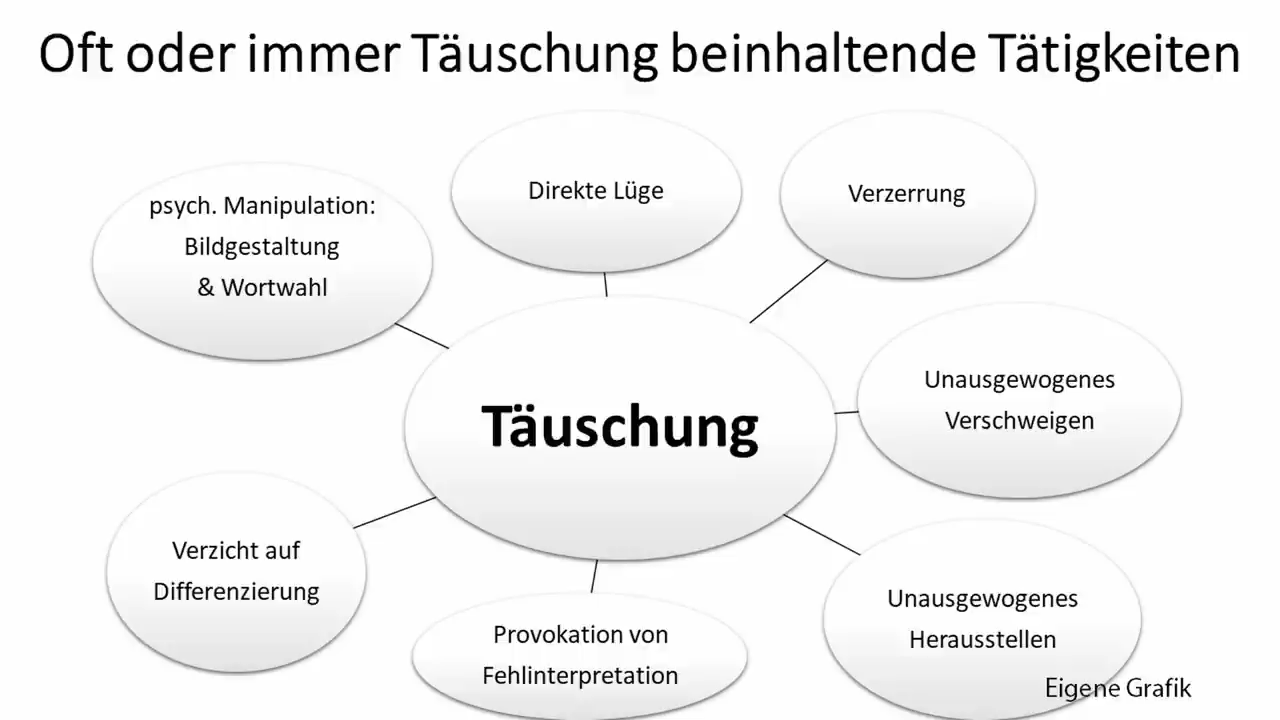 Oft oder immer Täuschung beinhaltende Tätigkeiten
psych. Manipulation:
Bildgestaltung
& Wortwahl
Direkte Lüge
Verzerrung
Täuschung
Unausgewogenes
Verschweigen
Verzicht auf
Differenzierung
Provokation von
Fehlinterpretation
Unausgewogenes
Herausstellen
Eigene Grafik